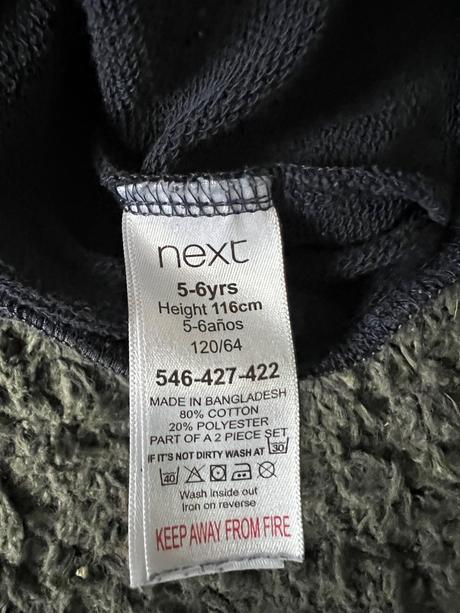 next
5-6yrs
Height 116cm
5-6años
120/64
546-427-422
MADE IN BANGLADESH
80% COTTON
20% POLYESTER
PART OF A 2 PIECE SET
IF IT'S NOT DIRTY WASH AT 30
40
Wash inside out
Iron on reverse
KEEP AWAY FROM FIRE